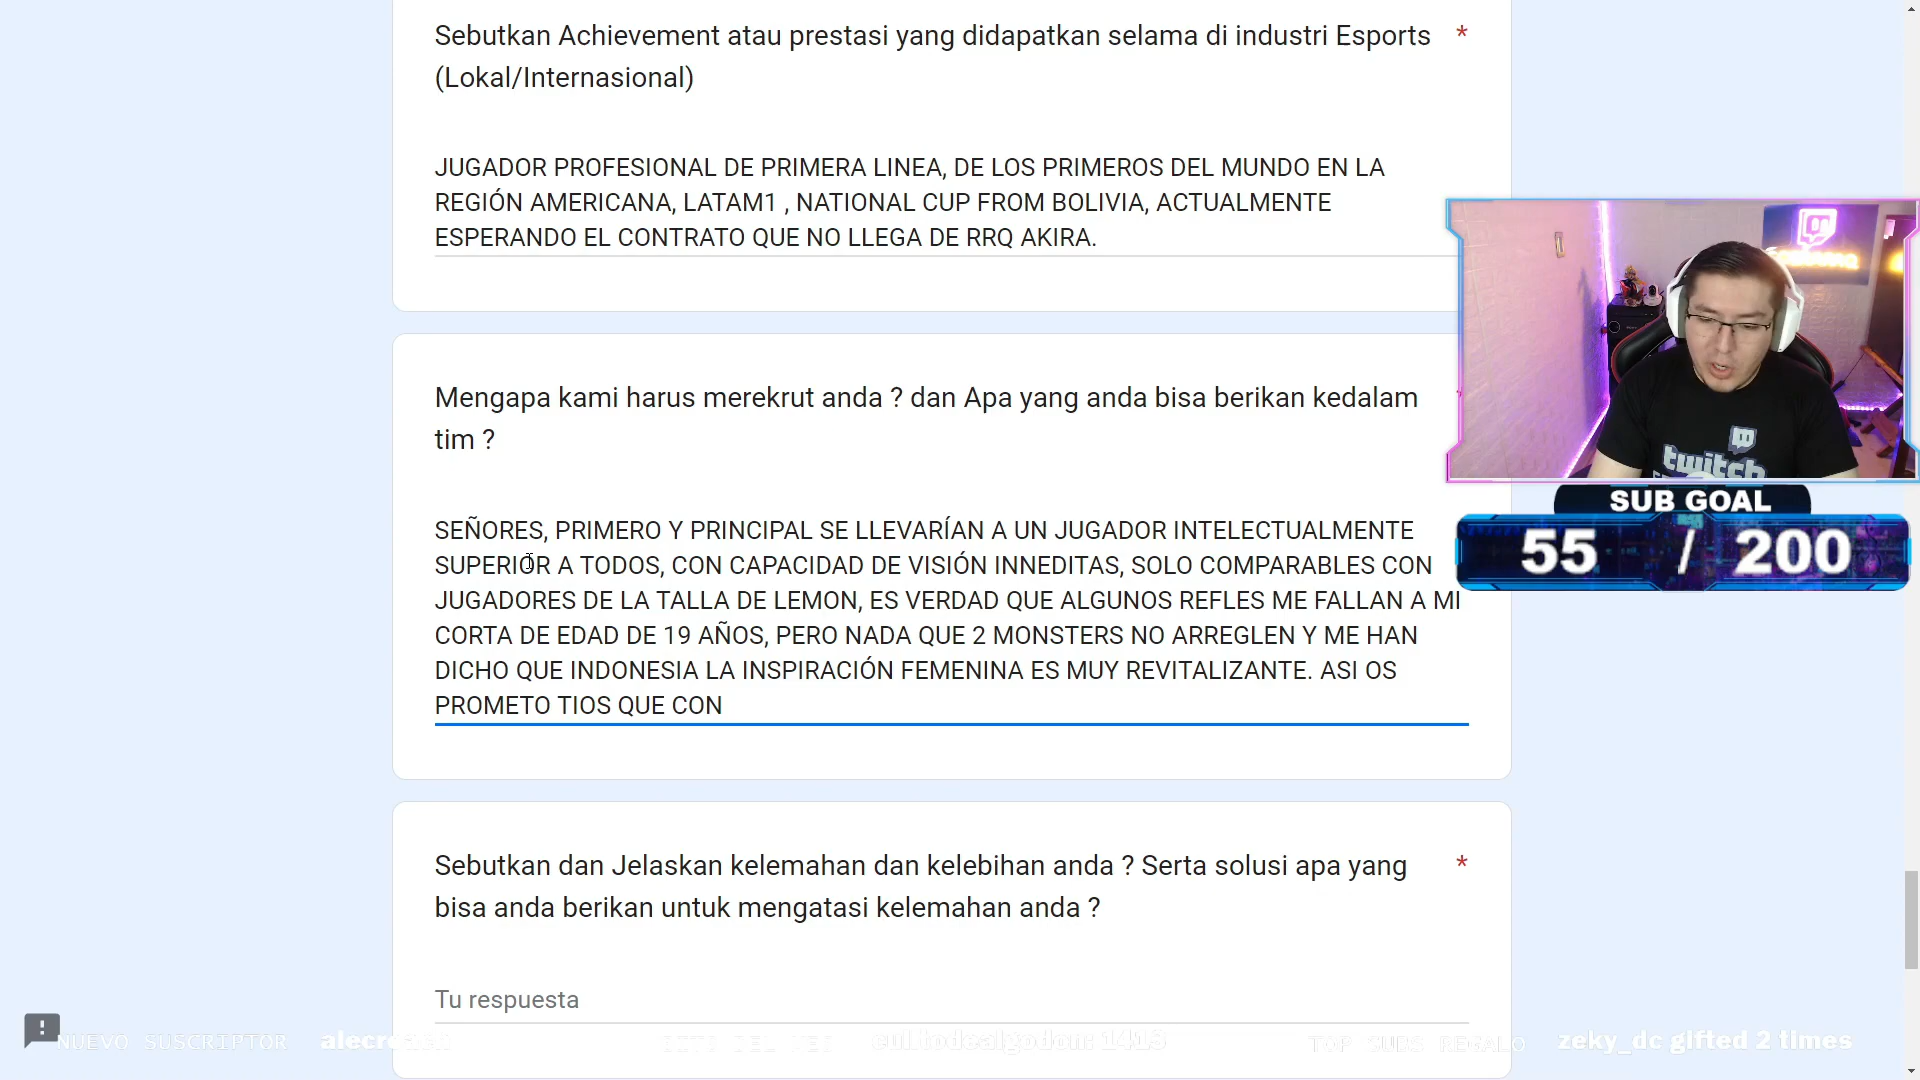 Sebutkan Achievement atau prestasi yang didapatkan selama di industri Esports *
(Lokal/Internasional)
JUGADOR PROFESIONAL DE PRIMERA LINEA, DE LOS PRIMEROS DEL MUNDO EN LA
REGIÓN AMERICANA, LATAM1 , NATIONAL CUP FROM BOLIVIA, ACTUALMENTE
ESPERANDO EL CONTRATO QUE NO LLEGA DE RRQ AKIRA.
Mengapa kami harus merekrut anda ? dan Apa yang anda bisa berikan kedalam
tim ?
SEÑORES, PRIMERO Y PRINCIPAL SE LLEVARÍAN A UN JUGADOR INTELECTUALMENTE
SUPERIOR A TODOS, CON CAPACIDAD DE VISIÓN INNEDITAS, SOLO COMPARABLES CON
JUGADORES DE LA TALLA DE LEMON, ES VERDAD QUE ALGUNOS REFLES ME FALLAN A MI
CORTA DE EDAD DE 19 AÑOS, PERO NADA QUE 2 MONSTERS NO ARREGLEN Y ME HAN
DICHO QUE INDONESIA LA INSPIRACIÓN FEMENINA ES MUY REVITALIZANTE. ASI OS
PROMETO TIOS QUE CON
twitch
SUB GOAL
55 / 200
Sebutkan dan Jelaskan kelemahan dan kelebihan anda ? Serta solusi apa yang *
bisa anda berikan untuk mengatasi kelemahan anda ?
Tu respuesta
NUEVO SUSCRIPTOR
TOP SUBS REGALO zeky_dc gifted 2 times